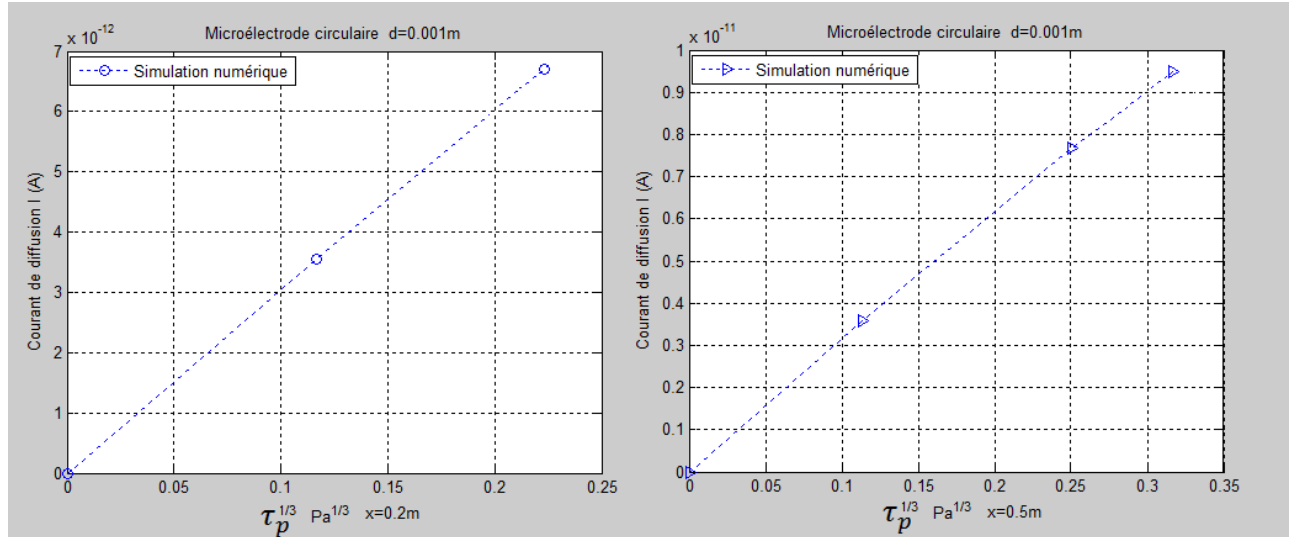 x 10^-12
Microélectrode circulaire d=0.001m
Simulation numérique
Courant de diffusion I (A)
7
6
5
4
3
2
1
0
0 0.05 0.1 0.15 0.2 0.25
τ_p^1/3 Pa^1/3 x=0.2m
x 10^-11
Microélectrode circulaire d=0.001m
Simulation numérique
Courant de diffusion I (A)
1
0.9
0.8
0.7
0.6
0.5
0.4
0.3
0.2
0.1
0
0 0.05 0.1 0.15 0.2 0.25 0.3 0.35
τ_p^1/3 Pa^1/3 x=0.5m